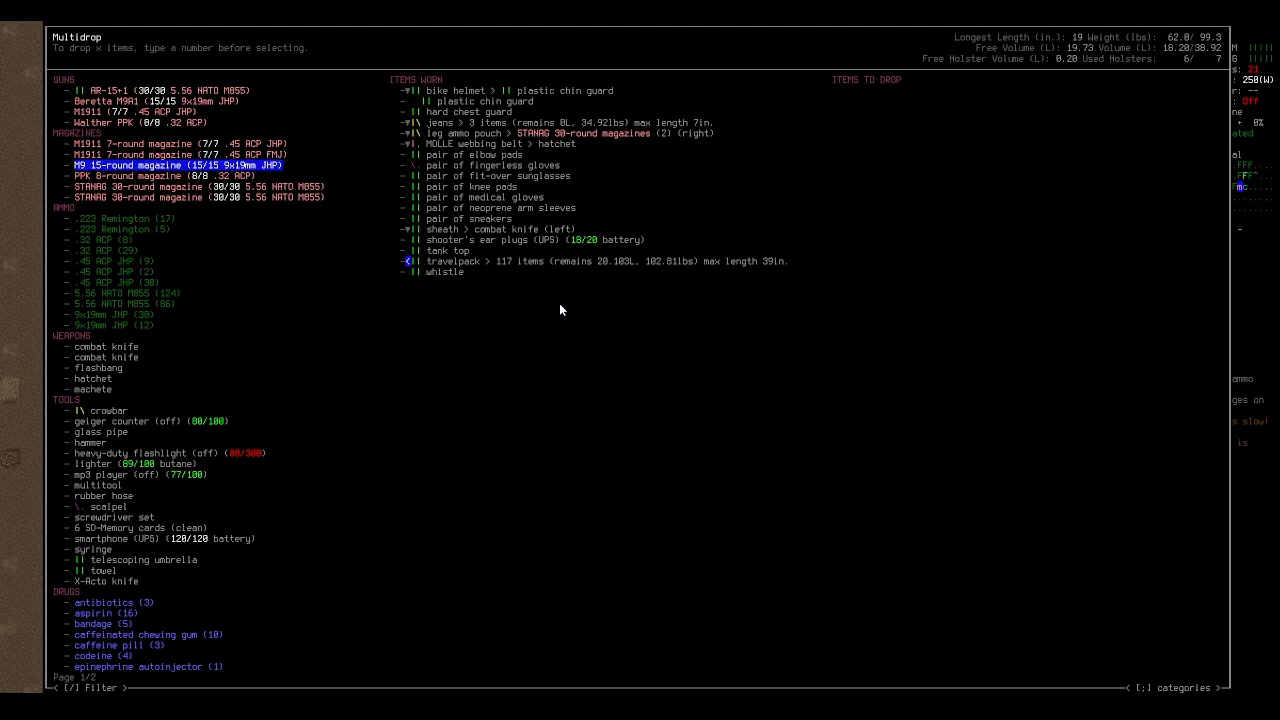 Multidrop
To drop x items, type a number before selecting.
Longest Length (in.): 19 Weight (lbs): 62.0/ 99.3
Free Volume (L): 19.73 Volume (L): 18.20/38.92
Free Holster Volume (L): 0.20 Used Holsters: 6/ 7
GUNS
- || AR-15+1 (30/30 5.56 NATO M855)
- Beretta M9A1 (15/15 9x19mm JHP)
- M1911 (7/7 .45 ACP JHP)
- Walther PPK (8/8 .32 ACP)
MAGAZINES
- M1911 7-round magazine (7/7 .45 ACP JHP)
- M1911 7-round magazine (7/7 .45 ACP FMJ)
- M9 15-round magazine (15/15 9x19mm JHP)
- PPK 8-round magazine (8/8 .32 ACP)
- STANAG 30-round magazine (30/30 5.56 NATO M855)
- STANAG 30-round magazine (30/30 5.56 NATO M855)
AMMO
- .223 Remington (17)
- .223 Remington (5)
- .32 ACP (8)
- .32 ACP (29)
- .45 ACP JHP (9)
- .45 ACP JHP (2)
- .45 ACP JHP (30)
- 5.56 NATO M855 (124)
- 5.56 NATO M855 (86)
- 9x19mm JHP (30)
- 9x19mm JHP (12)
WEAPONS
- combat knife
- combat knife
- flashbang
- hatchet
- machete
TOOLS
- |\ crowbar
- geiger counter (off) (80/100)
- glass pipe
- hammer
- heavy-duty flashlight (off) (88/300)
- lighter (89/100 butane)
- mp3 player (off) (77/100)
- multitool
- rubber hose
- \. scalpel
- screwdriver set
- 6 SD-Memory cards (clean)
- smartphone (UPS) (120/120 battery)
- syringe
- || telescoping umbrella
- || towel
- X-Acto knife
DRUGS
- antibiotics (3)
- aspirin (16)
- bandage (5)
- caffeinated chewing gum (10)
- caffeine pill (3)
- codeine (4)
- epinephrine autoinjector (1)
Page 1/2
< [/] Filter >
ITEMS WORN
-▼|| bike helmet > || plastic chin guard
- || plastic chin guard
- || hard chest guard
-▼|\ jeans > 3 items (remains 0L, 34.92lbs) max length 7in.
-▼|\ leg ammo pouch > STANAG 30-round magazines (2) (right)
-▼|. MOLLE webbing belt > hatchet
- || pair of elbow pads
- \. pair of fingerless gloves
- || pair of fit-over sunglasses
- || pair of knee pads
- || pair of medical gloves
- || pair of neoprene arm sleeves
- || pair of sneakers
-▼|| sheath > combat knife (left)
- || shooter's ear plugs (UPS) (18/20 battery)
- || tank top
-<|| travelpack > 117 items (remains 20.103L, 102.81lbs) max length 39in.
- || whistle
ITEMS TO DROP
< [;] categories >
M |||||
G |||||
s: 21
: 250(W)
r: --
: Off
ne
+ 0%
ated
al
.FFF....
.FFF^...
Fmc.....
-
ammo
ges on
s slow!
is